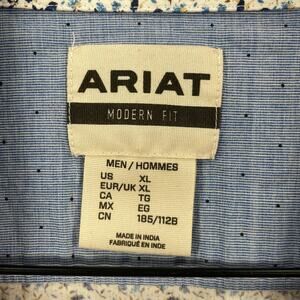 ARIAT
MODERN FIT
MEN / HOMMES
US XL
EUR/UK XL
CA TG
MX EG
CN 185/112B
MADE IN INDIA
FABRIQUÉ EN INDE